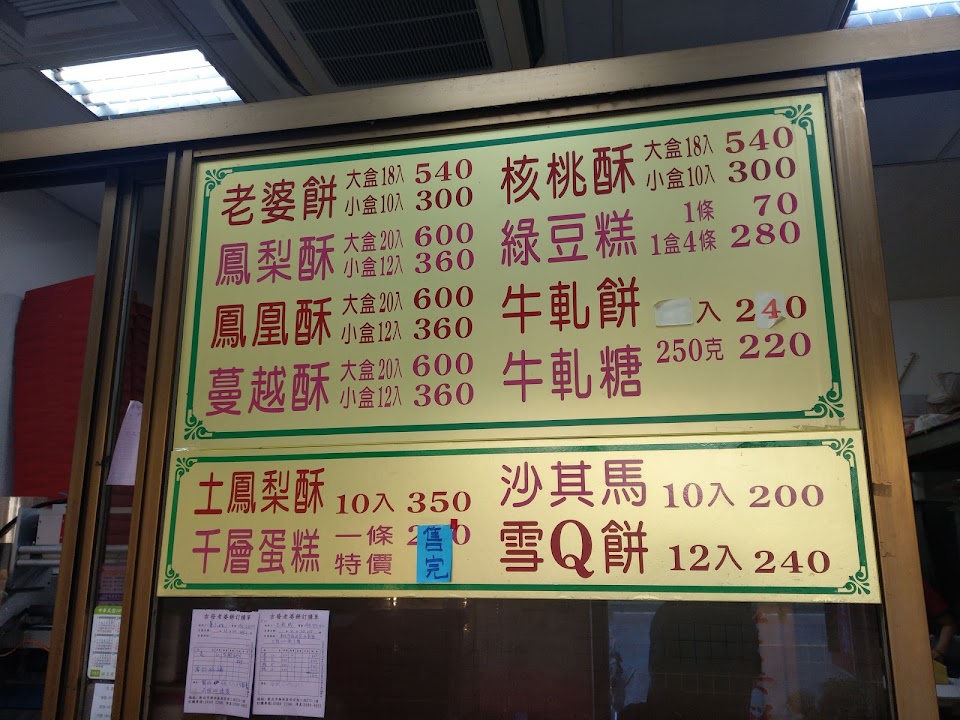 老婆餅 大盒18入 540
小盒10入 300
鳳梨酥 大盒20入 600
小盒12入 360
鳳凰酥 大盒20入 600
小盒12入 360
蔓越酥 大盒20入 600
小盒12入 360
核桃酥 大盒18入 540
小盒10入 300
綠豆糕 1條 70
1盒4條 280
牛軋餅 入 240
牛軋糖 250克 220
土鳳梨酥 10入 350
千層蛋糕 一條
特價
售完
沙其馬 10入 200
雪Q餅 12入 240